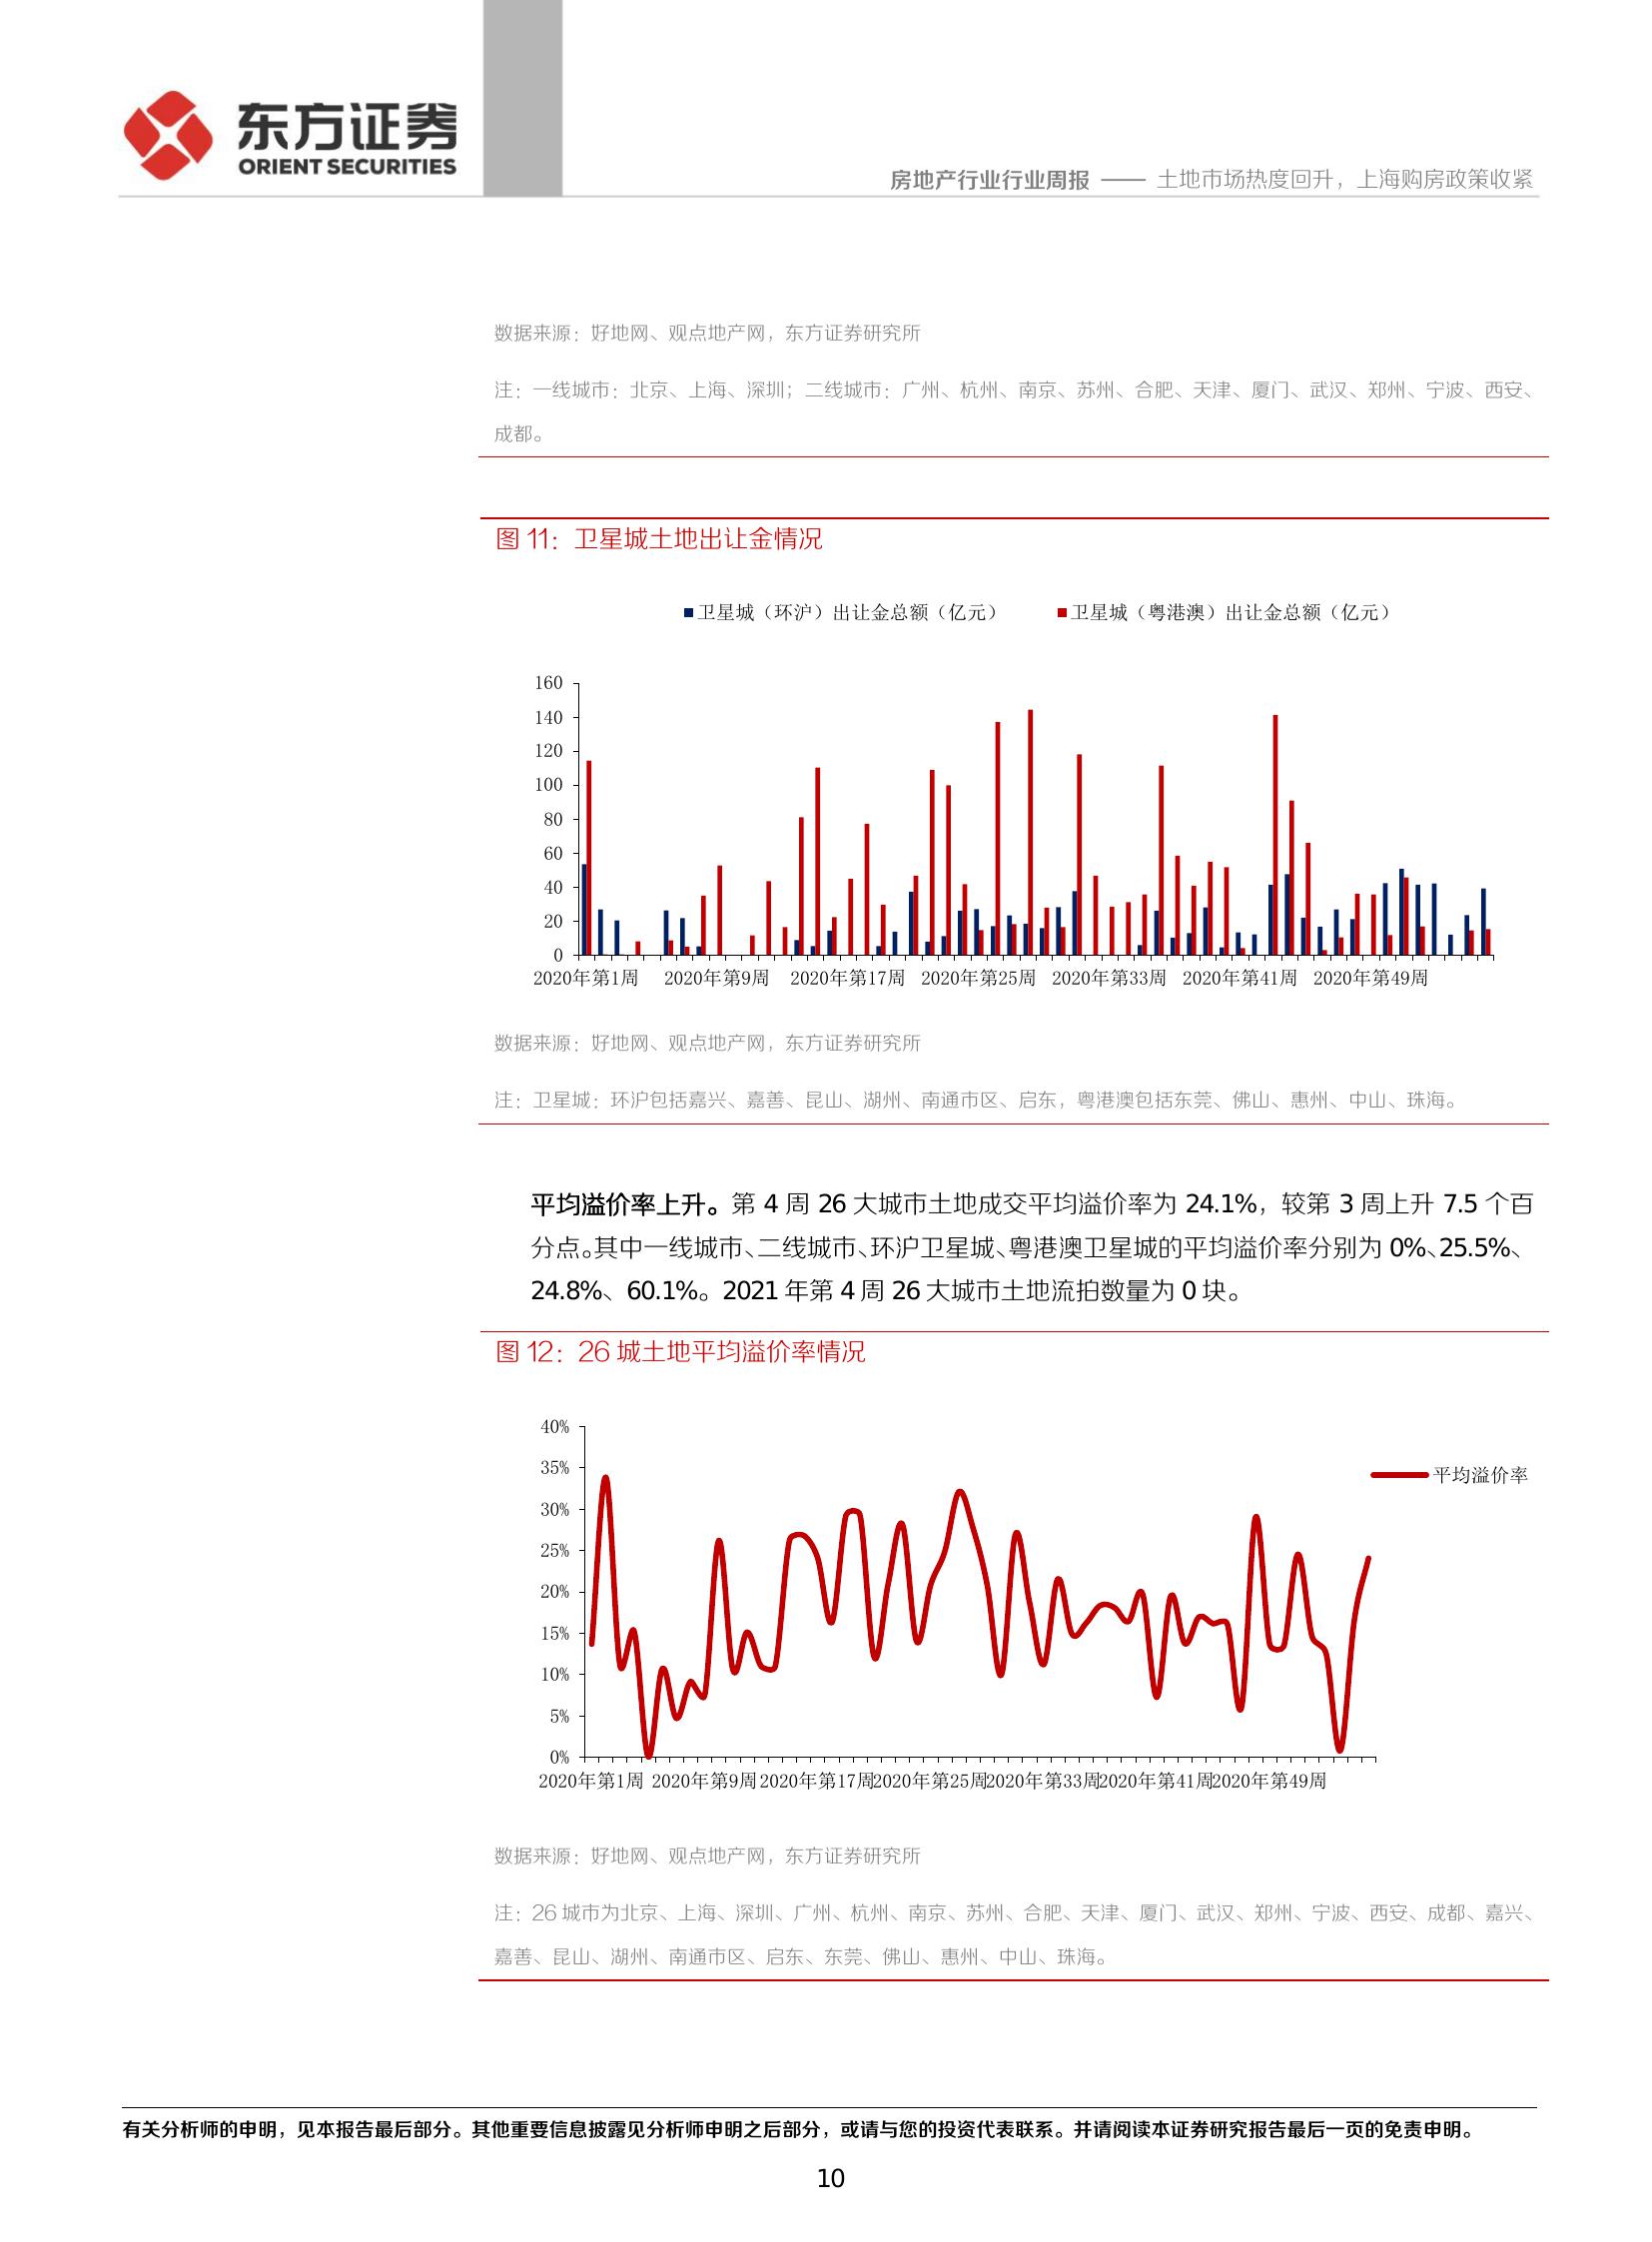 东方证券
ORIENT SECURITIES
房地产行业行业周报 —— 土地市场热度回升，上海购房政策收紧
数据来源：好地网、观点地产网，东方证券研究所
注：一线城市：北京、上海、深圳；二线城市：广州、杭州、南京、苏州、合肥、天津、厦门、武汉、郑州、宁波、西安、
成都。
图 11：卫星城土地出让金情况
卫星城（环沪）出让金总额（亿元） 卫星城（粤港澳）出让金总额（亿元）
160
140
120
100
80
60
40
20
0
2020年第1周 2020年第9周 2020年第17周 2020年第25周 2020年第33周 2020年第41周 2020年第49周
数据来源：好地网、观点地产网，东方证券研究所
注：卫星城：环沪包括嘉兴、嘉善、昆山、湖州、南通市区、启东，粤港澳包括东莞、佛山、惠州、中山、珠海。
平均溢价率上升。第 4 周 26 大城市土地成交平均溢价率为 24.1%，较第 3 周上升 7.5 个百
分点。其中一线城市、二线城市、环沪卫星城、粤港澳卫星城的平均溢价率分别为 0%、25.5%、
24.8%、60.1%。2021 年第 4 周 26 大城市土地流拍数量为 0 块。
图 12：26 城土地平均溢价率情况
40%
35%
平均溢价率
30%
25%
20%
15%
10%
5%
0%
2020年第1周 2020年第9周 2020年第17周 2020年第25周 2020年第33周 2020年第41周 2020年第49周
数据来源：好地网、观点地产网，东方证券研究所
注：26 城市为北京、上海、深圳、广州、杭州、南京、苏州、合肥、天津、厦门、武汉、郑州、宁波、西安、成都、嘉兴、
嘉善、昆山、湖州、南通市区、启东、东莞、佛山、惠州、中山、珠海。
有关分析师的申明，见本报告最后部分。其他重要信息披露见分析师申明之后部分，或请与您的投资代表联系。并请阅读本证券研究报告最后一页的免责申明。
10